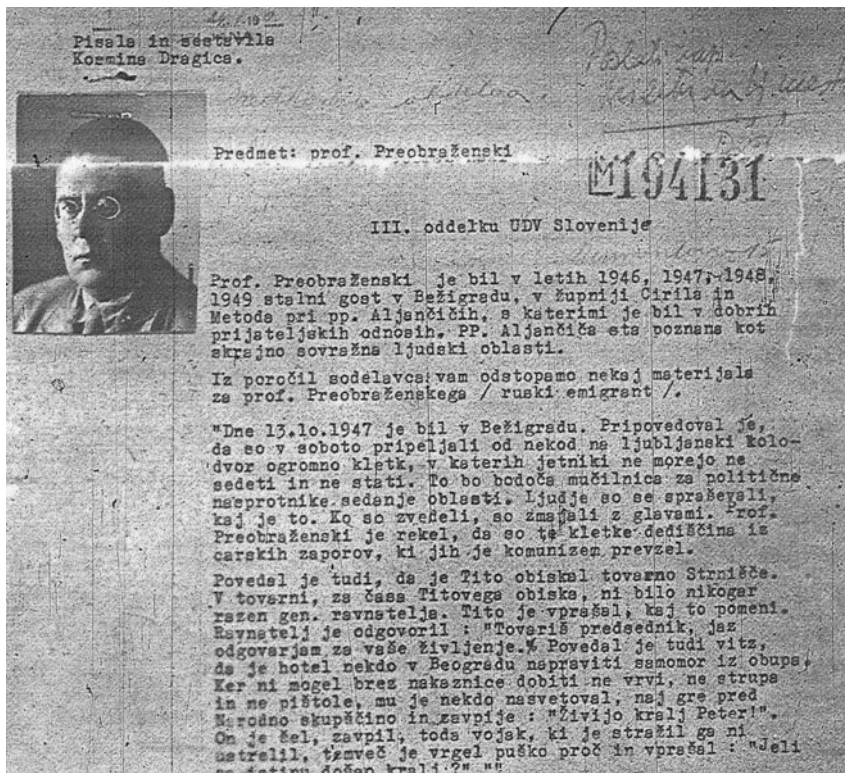 Pisala in sestavila
Kosmina Dragica.
Predmet: prof. Preobraženski
M194131
III. oddelku UDV Slovenije
Prof. Preobraženski je bil v letih 1946, 1947, 1948,
1949 stalni gost v Bežigradu, v župniji Cirila in
Metoda pri pp. Aljančičih, s katerimi je bil v dobrih
prijateljskih odnosih. PP. Aljančiča sta poznana kot
skrajno sovražna ljudski oblasti.
Iz poročil sodelavca vam odstopamo nekaj materijala
za prof. Preobraženskega / ruski emigrant /.
"Dne 13.10.1947 je bil v Bežigradu. Pripovedoval je,
da so v soboto pripeljali od nekod na ljubljanski kolo-
dvor ogromno kletk, v katerih jetniki ne morejo ne
sedeti in ne stati. To bo bodoča mučilnica za politične
nasprotnike sedanje oblasti. Ljudje so se spraševali,
kaj je to. Ko so zvedeli, so zmajali z glavami. Prof.
Preobraženski je rekel, da so te kletke dediščina iz
carskih zaporov, ki jih je komunizem prevzel.
Povedal je tudi, da je Tito obiskal tovarno Strnišče.
V tovarni, za časa Titovega obiska, ni bilo nikogar
razen gen. ravnatelja. Tito je vprašal, kaj to pomeni.
Ravnatelj je odgovoril : "Tovariš predsednik, jaz
odgovarjam za vaše življenje.% Povedal je tudi vitz,
da je hotel nekdo v Beogradu napraviti samomor iz obupa.
Ker ni mogel brez nakaznice dobiti ne vrvi, ne strupa
in ne pištole, mu je nekdo nasvetoval, naj gre pred
Narodno skupščino in zavpije : "Živijo kralj Peter!".
On je šel, zavpil, toda vojak, ki je stražil ga ni
ustrelil, temveč je vrgel puško proč in vprašal : "Jeli
došao kralj ?" ""